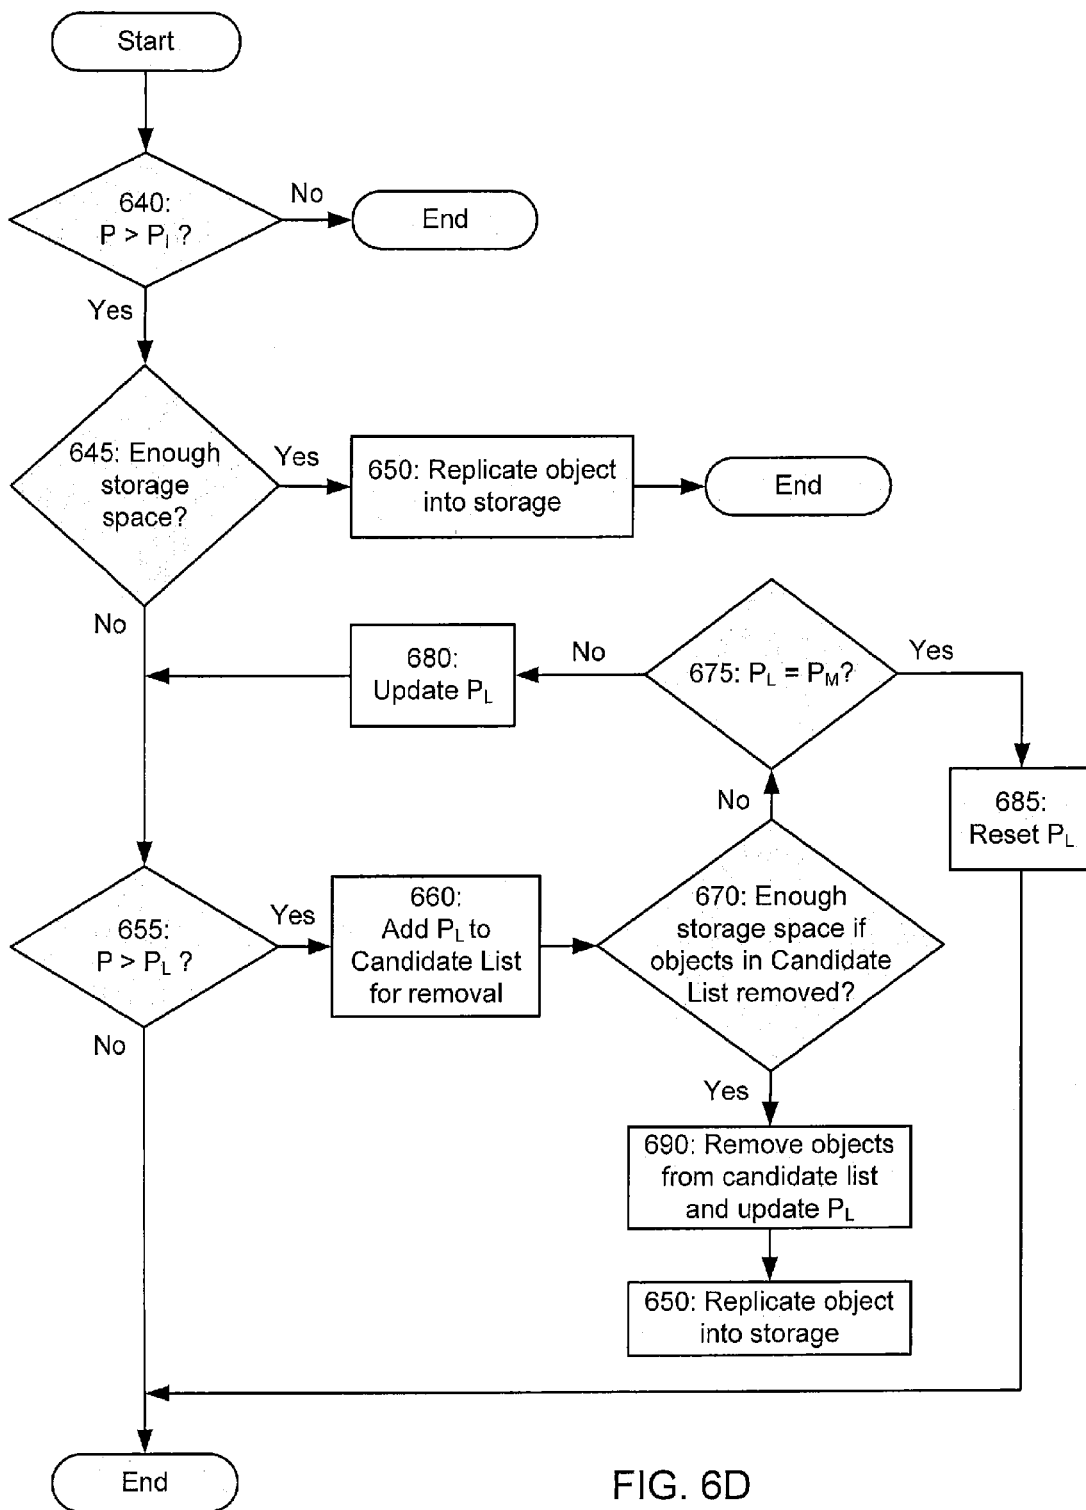 Start
640:
P > P_I ?
No
End
Yes
645: Enough
storage
space?
Yes
650: Replicate object
into storage
End
No
680:
Update P_L
No
675: P_L = P_M?
Yes
685:
Reset P_L
No
655:
P > P_L ?
Yes
660:
Add P_L to
Candidate List
for removal
670: Enough
storage space if
objects in Candidate
List removed?
No
Yes
690: Remove objects
from candidate list
and update P_L
650: Replicate object
into storage
End
FIG. 6D